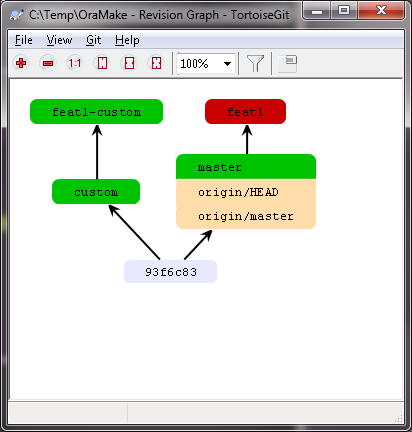 C:\Temp\OraMake - Revision Graph - TortoiseGit
File View Git Help
1:1 100%
feat1-custom feat1
master
custom origin/HEAD
origin/master
93f6c83